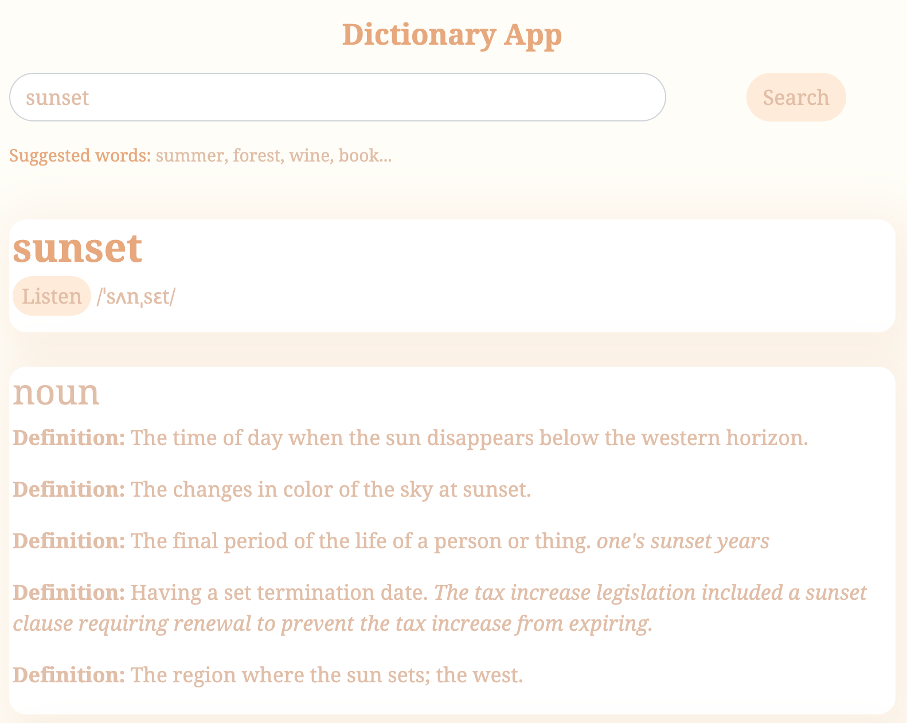 Dictionary App
sunset
Search
Suggested words: summer, forest, wine, book...
sunset
Listen /ˈsʌnˌsɛt/
noun
Definition: The time of day when the sun disappears below the western horizon.
Definition: The changes in color of the sky at sunset.
Definition: The final period of the life of a person or thing. one's sunset years
Definition: Having a set termination date. The tax increase legislation included a sunset
clause requiring renewal to prevent the tax increase from expiring.
Definition: The region where the sun sets; the west.